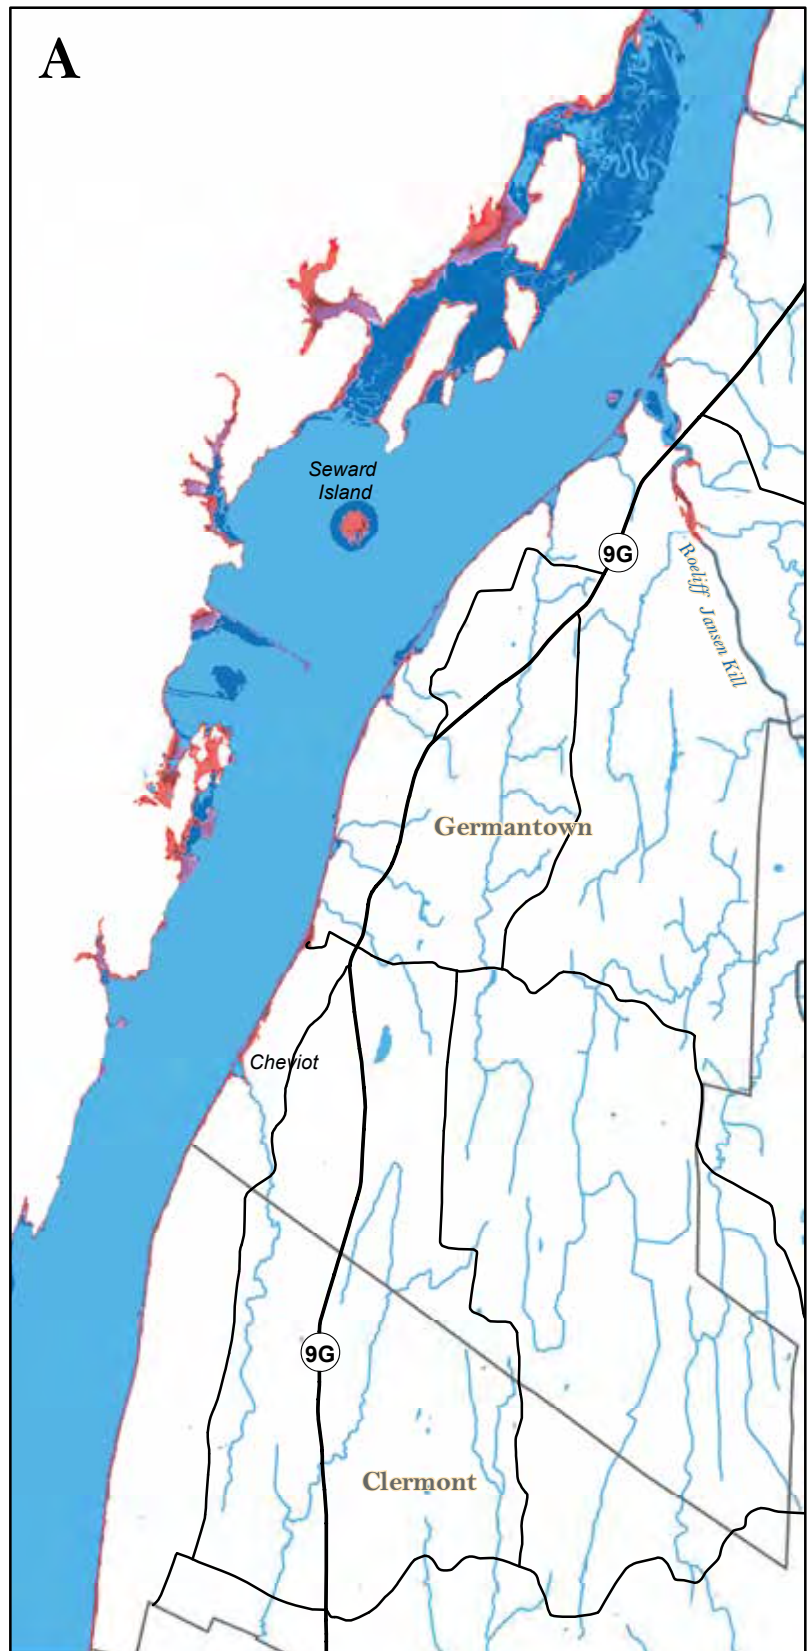 A
Seward
Island
9G
Roeliff Jansen Kill
Germantown
Cheviot
9G
Clermont